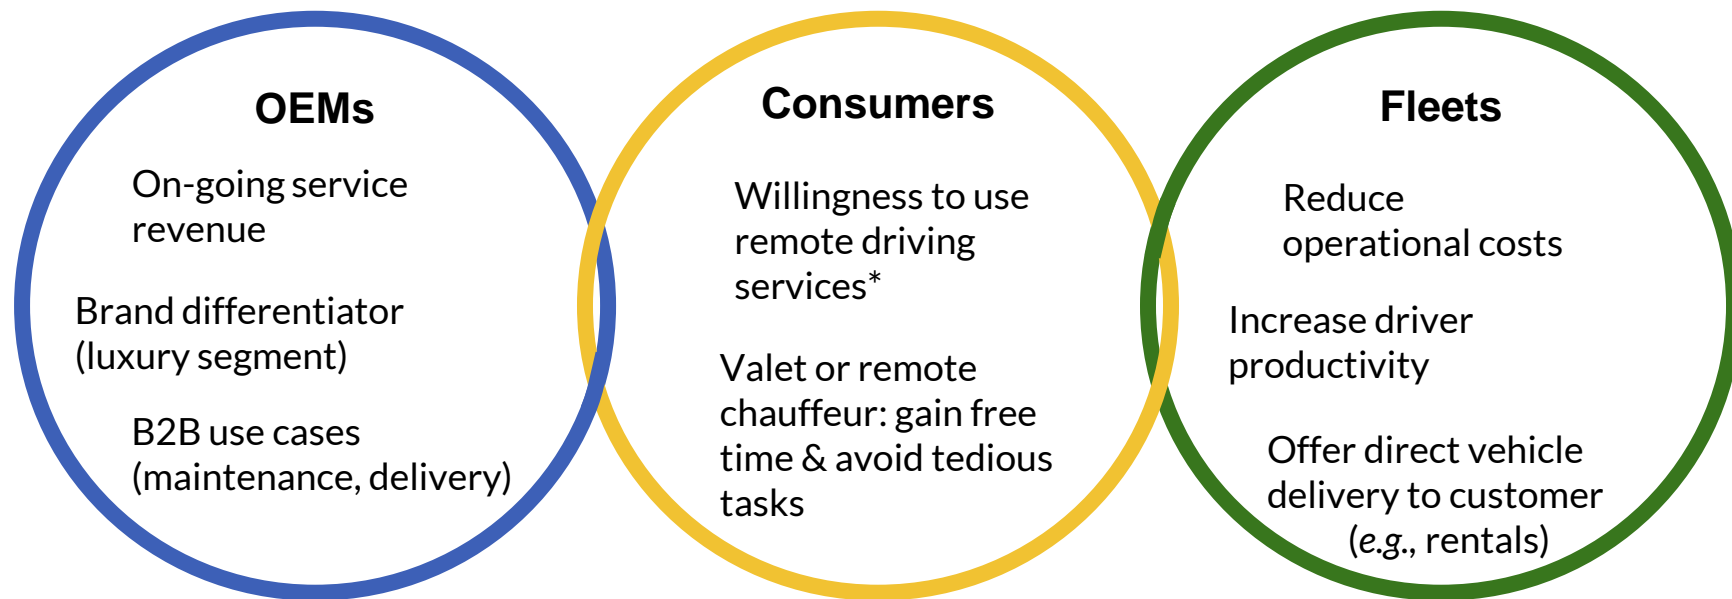 OEMs
On-going service
revenue
Brand differentiator
(luxury segment)
B2B use cases
(maintenance, delivery)
Consumers
Willingness to use
remote driving
services*
Valet or remote
chauffeur: gain free
time & avoid tedious
tasks
Fleets
Reduce
operational costs
Increase driver
productivity
Offer direct vehicle
delivery to customer
(e.g., rentals)